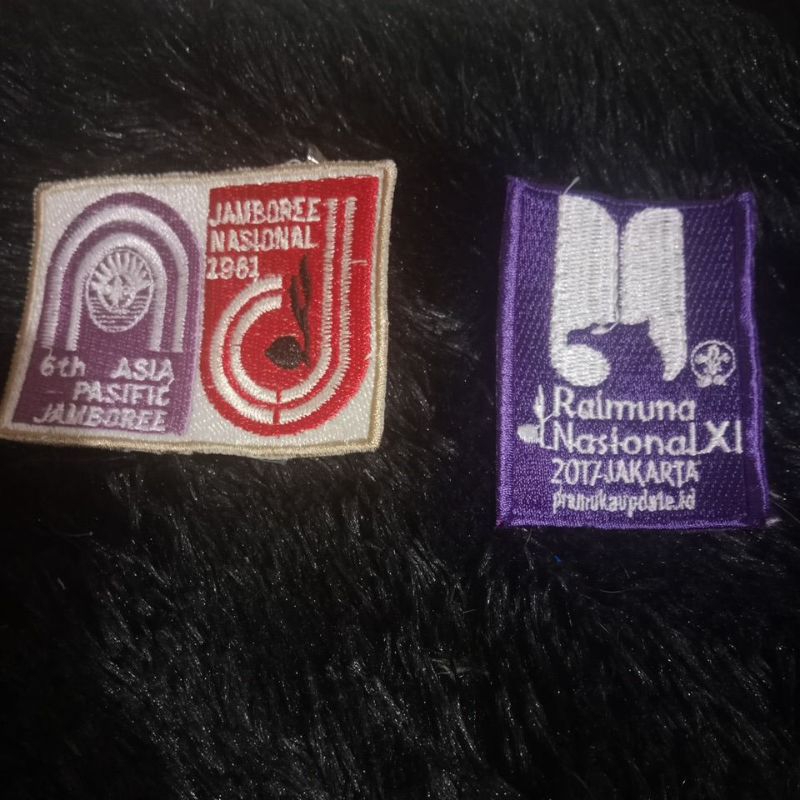 JAMBOREE
NASIONAL
1981
6th ASIA
PASIFIC
JAMBOREE
Raimuna
Nasional XI
2017-JAKARTA
pramukaupdate.id